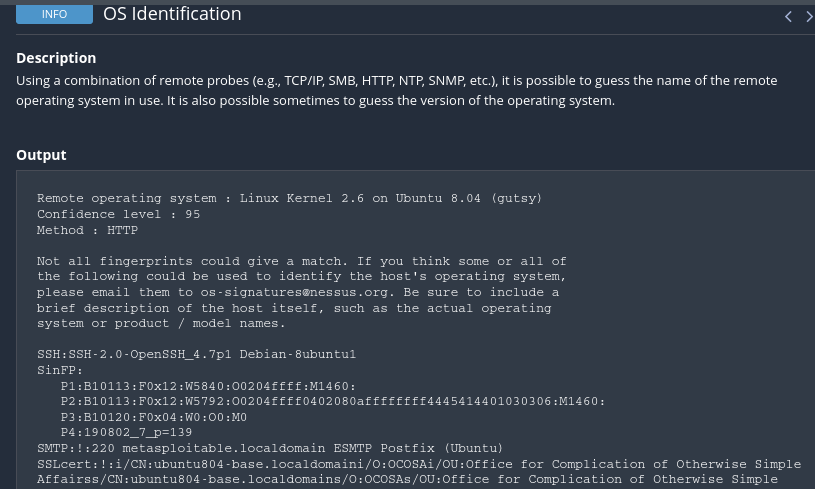 INFO OS Identification
Description
Using a combination of remote probes (e.g., TCP/IP, SMB, HTTP, NTP, SNMP, etc.), it is possible to guess the name of the remote
operating system in use. It is also possible sometimes to guess the version of the operating system.
Output
Remote operating system : Linux Kernel 2.6 on Ubuntu 8.04 (gutsy)
Confidence level : 95
Method : HTTP
Not all fingerprints could give a match. If you think some or all of
the following could be used to identify the host's operating system,
please email them to os-signatures@nessus.org. Be sure to include a
brief description of the host itself, such as the actual operating
system or product / model names.
SSH:SSH-2.0-OpenSSH_4.7p1 Debian-8ubuntu1
SinFP:
P1:B10113:F0x12:W5840:O0204ffff:M1460:
P2:B10113:F0x12:W5792:O0204ffff0402080affffffff4445414401030306:M1460:
P3:B10120:F0x04:W0:O0:M0
P4:190802_7_p=139
SMTP:!:220 metasploitable.localdomain ESMTP Postfix (Ubuntu)
SSLcert:!:i/CN:ubuntu804-base.localdomaini/O:OCOSAi/OU:Office for Complication of Otherwise Simple
Affairss/CN:ubuntu804-base.localdomains/O:OCOSAs/OU:Office for Complication of Otherwise Simple